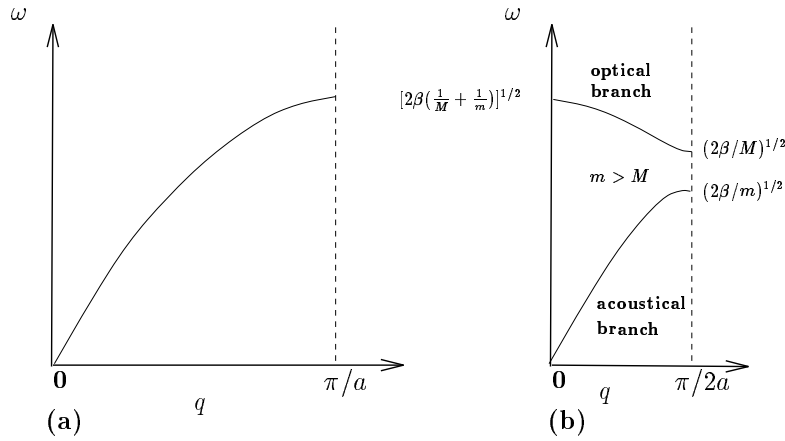 ω
0
π/a
q
(a)
ω
optical
branch
[2β(1/M + 1/m)]^1/2
(2β/M)^1/2
m > M
(2β/m)^1/2
acoustical
branch
0
π/2a
q
(b)